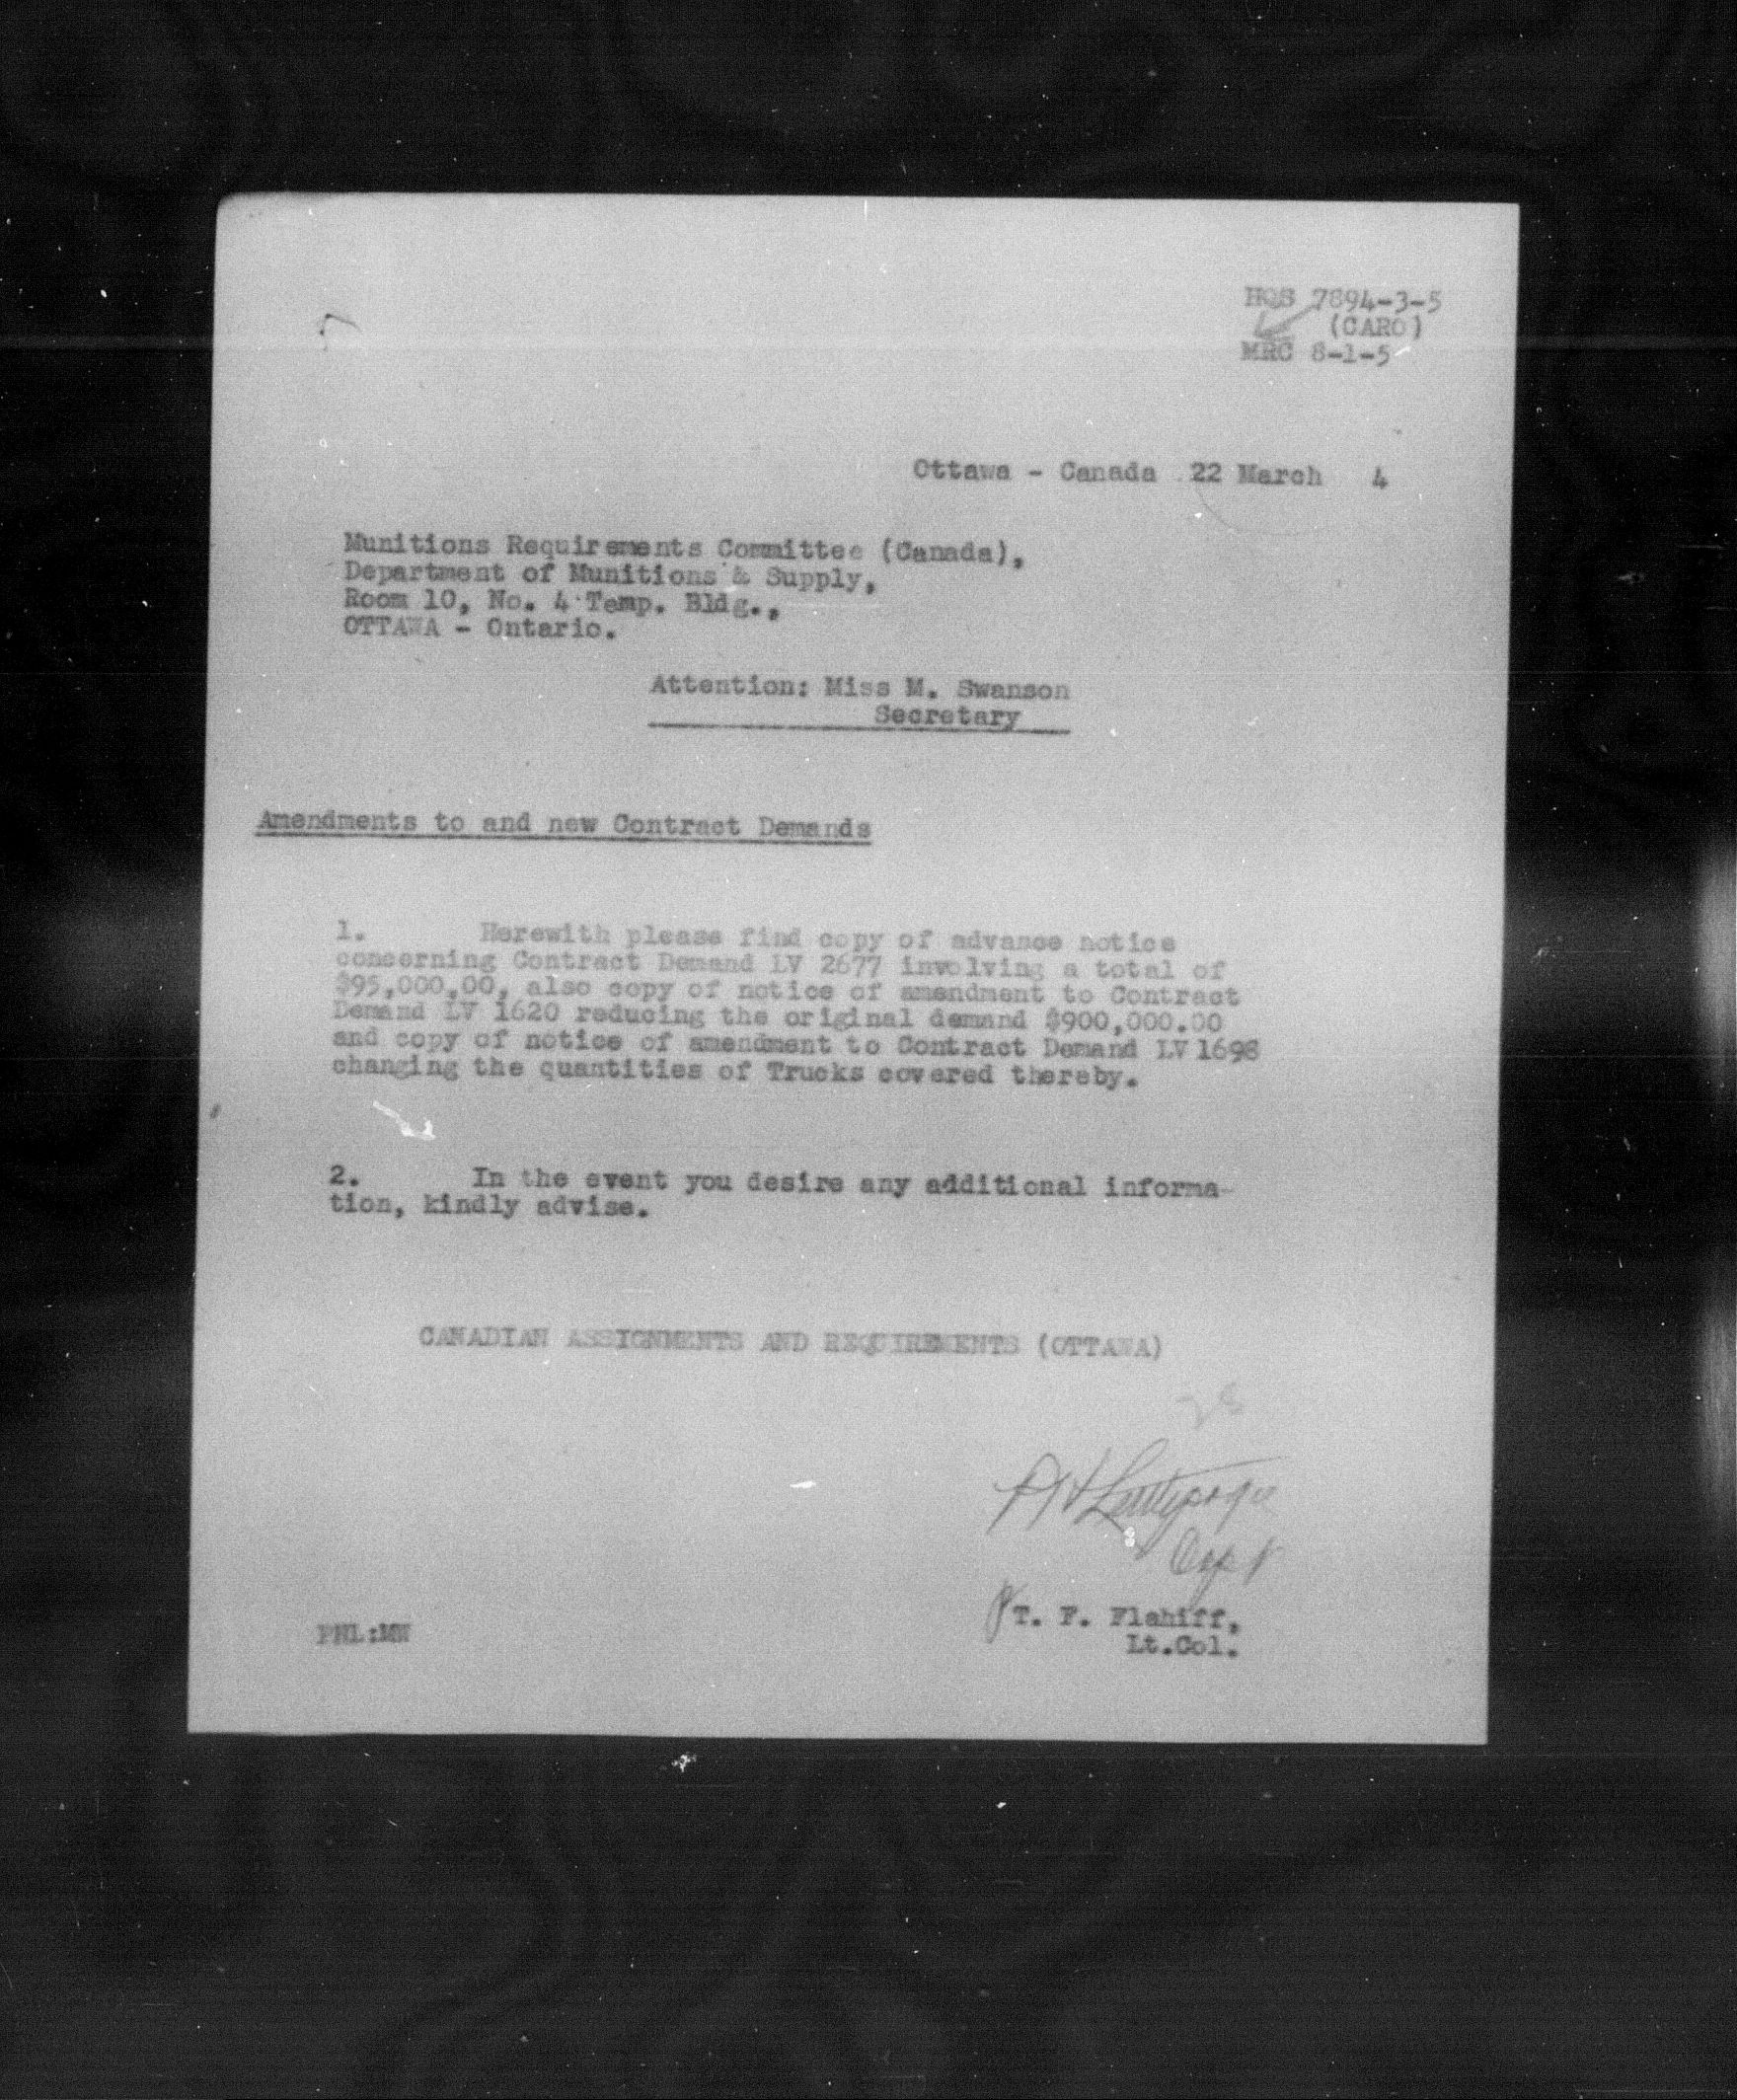 HQS 7894-3-5
(CARO)
MRC 8-1-5
Ottawa - Canada 22 March 4
Munitions Requirements Committee (Canada),
Department of Munitions & Supply,
Room 10, No. 4 Temp. Bldg.,
OTTAWA - Ontario.
Attention: Miss M. Swanson
Secretary
Amendments to and new Contract Demands
1. Herewith please find copy of advance notice
concerning Contract Demand LV 2677 involving a total of
$95,000,00, also copy of notice of amendment to Contract
Demand LV 1620 reducing the original demand $900,000.00
and copy of notice of amendment to Contract Demand LV 1698
changing the quantities of Trucks covered thereby.
2. In the event you desire any additional informa-
tion, kindly advise.
CANADIAN ASSIGNMENTS AND REQUIREMENTS (OTTAWA)
Capt
T. F. Flahiff,
Lt.Col.
PHL:MW